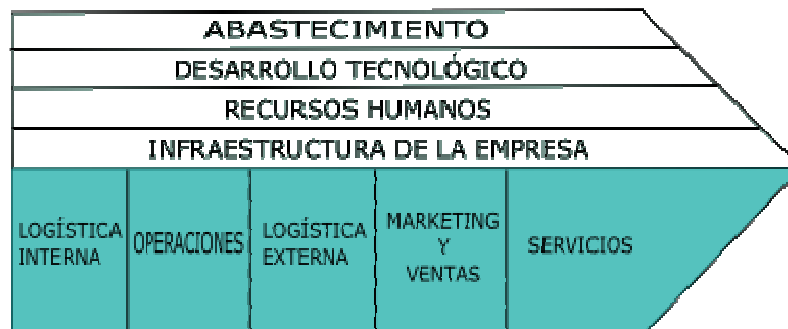 ABASTECIMIENTO
DESARROLLO TECNOLÓGICO
RECURSOS HUMANOS
INFRAESTRUCTURA DE LA EMPRESA
LOGÍSTICA
INTERNA
OPERACIONES
LOGÍSTICA
EXTERNA
MARKETING
Y
VENTAS
SERVICIOS